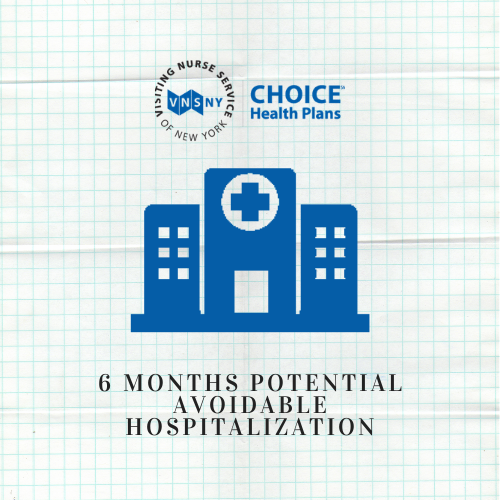 VISITING NURSE SERVICE
VNSNY
OF NEW YORK
CHOICE
Health Plans
6 MONTHS POTENTIAL
AVOIDABLE
HOSPITALIZATION